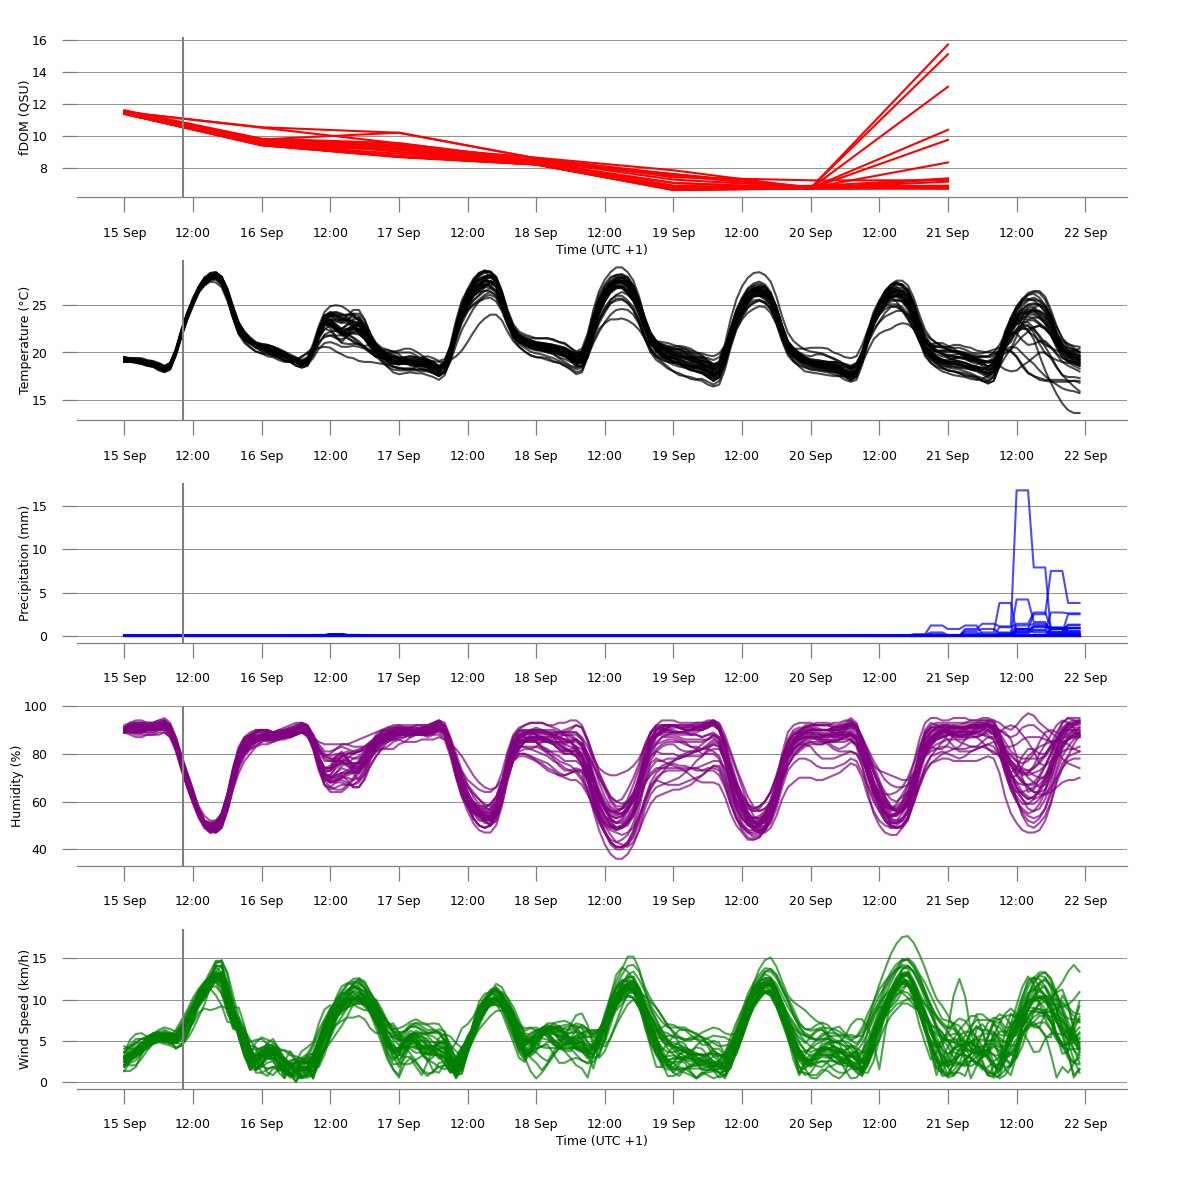 fDOM (QSU)
16
14
12
10
8
15 Sep 12:00 16 Sep 12:00 17 Sep 12:00 18 Sep 12:00 19 Sep 12:00 20 Sep 12:00 21 Sep 12:00 22 Sep
Time (UTC +1)
Temperature (°C)
25
20
15
15 Sep 12:00 16 Sep 12:00 17 Sep 12:00 18 Sep 12:00 19 Sep 12:00 20 Sep 12:00 21 Sep 12:00 22 Sep
Precipitation (mm)
15
10
5
0
15 Sep 12:00 16 Sep 12:00 17 Sep 12:00 18 Sep 12:00 19 Sep 12:00 20 Sep 12:00 21 Sep 12:00 22 Sep
Humidity (%)
100
80
60
40
15 Sep 12:00 16 Sep 12:00 17 Sep 12:00 18 Sep 12:00 19 Sep 12:00 20 Sep 12:00 21 Sep 12:00 22 Sep
Wind Speed (km/h)
15
10
5
0
15 Sep 12:00 16 Sep 12:00 17 Sep 12:00 18 Sep 12:00 19 Sep 12:00 20 Sep 12:00 21 Sep 12:00 22 Sep
Time (UTC +1)